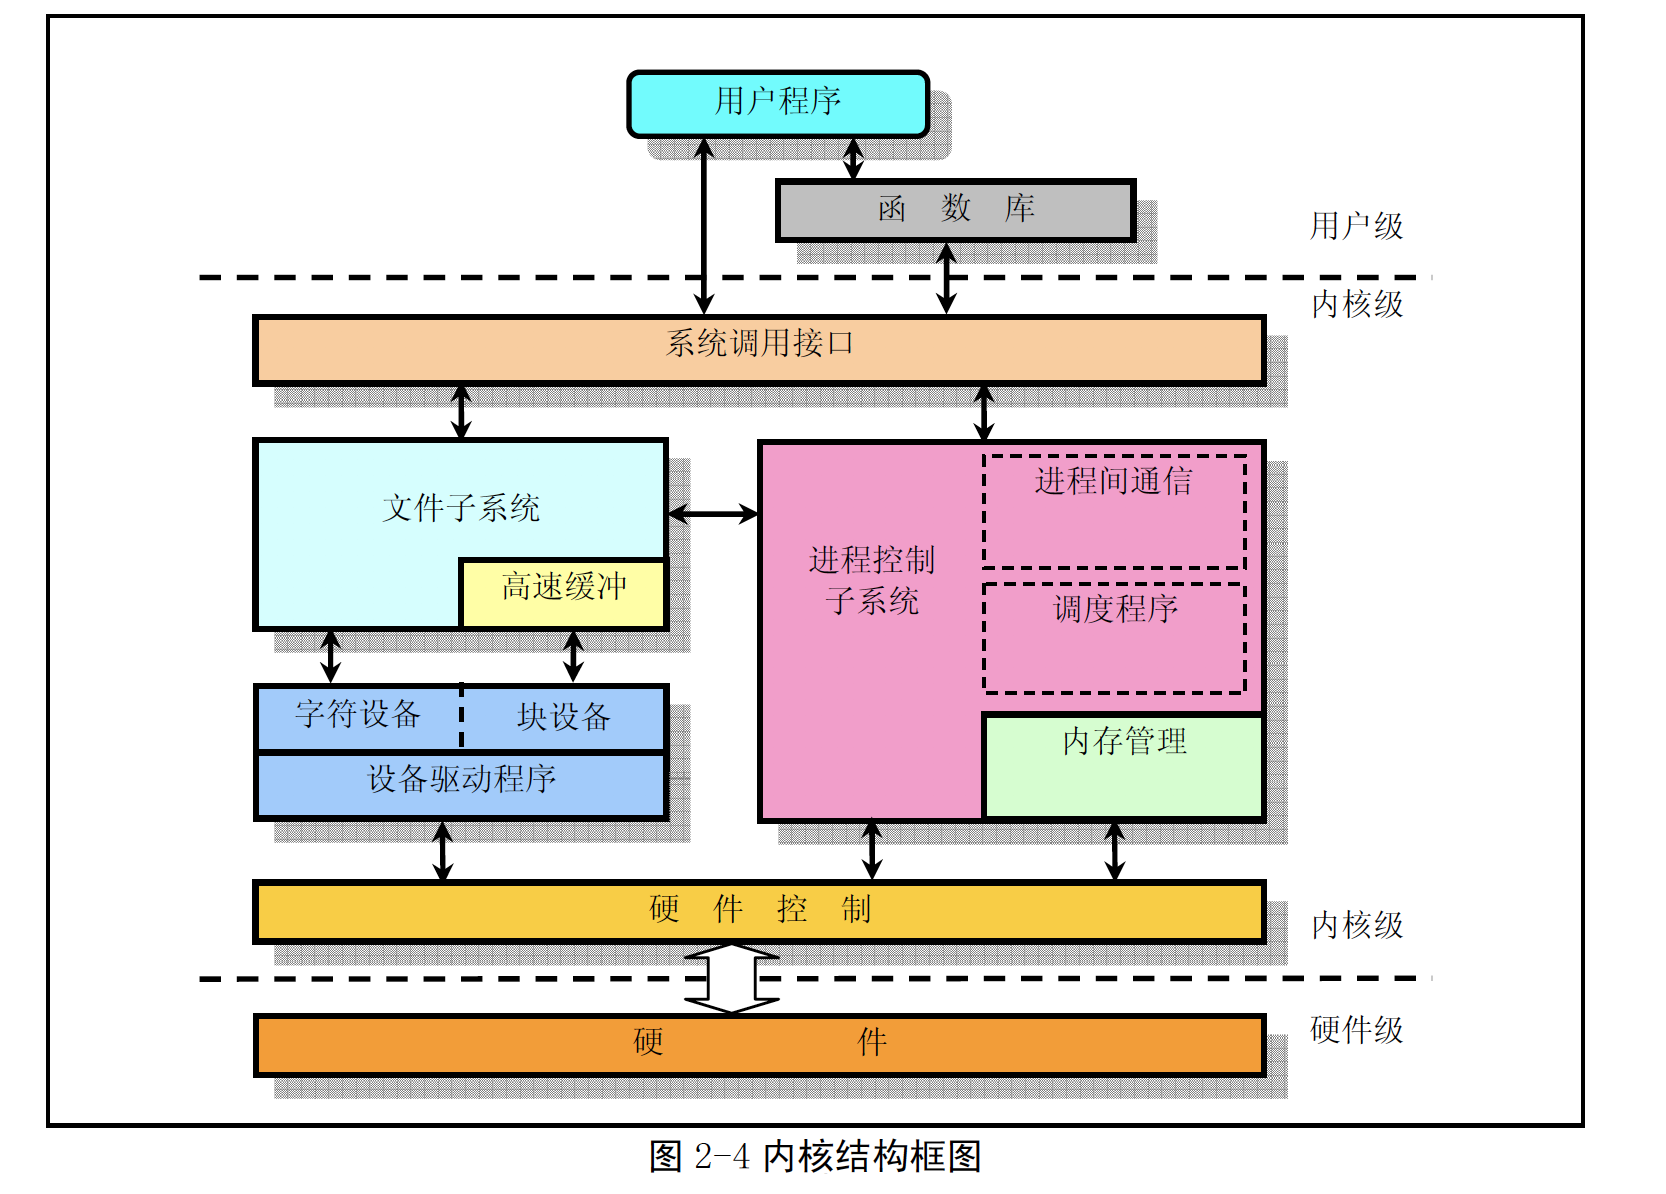 用户程序
函 数 库
用户级
内核级
系统调用接口
文件子系统
高速缓冲
进程控制
子系统
进程间通信
调度程序
内存管理
字符设备
块设备
设备驱动程序
硬 件 控 制
内核级
硬 件
硬件级
图 2-4 内核结构框图